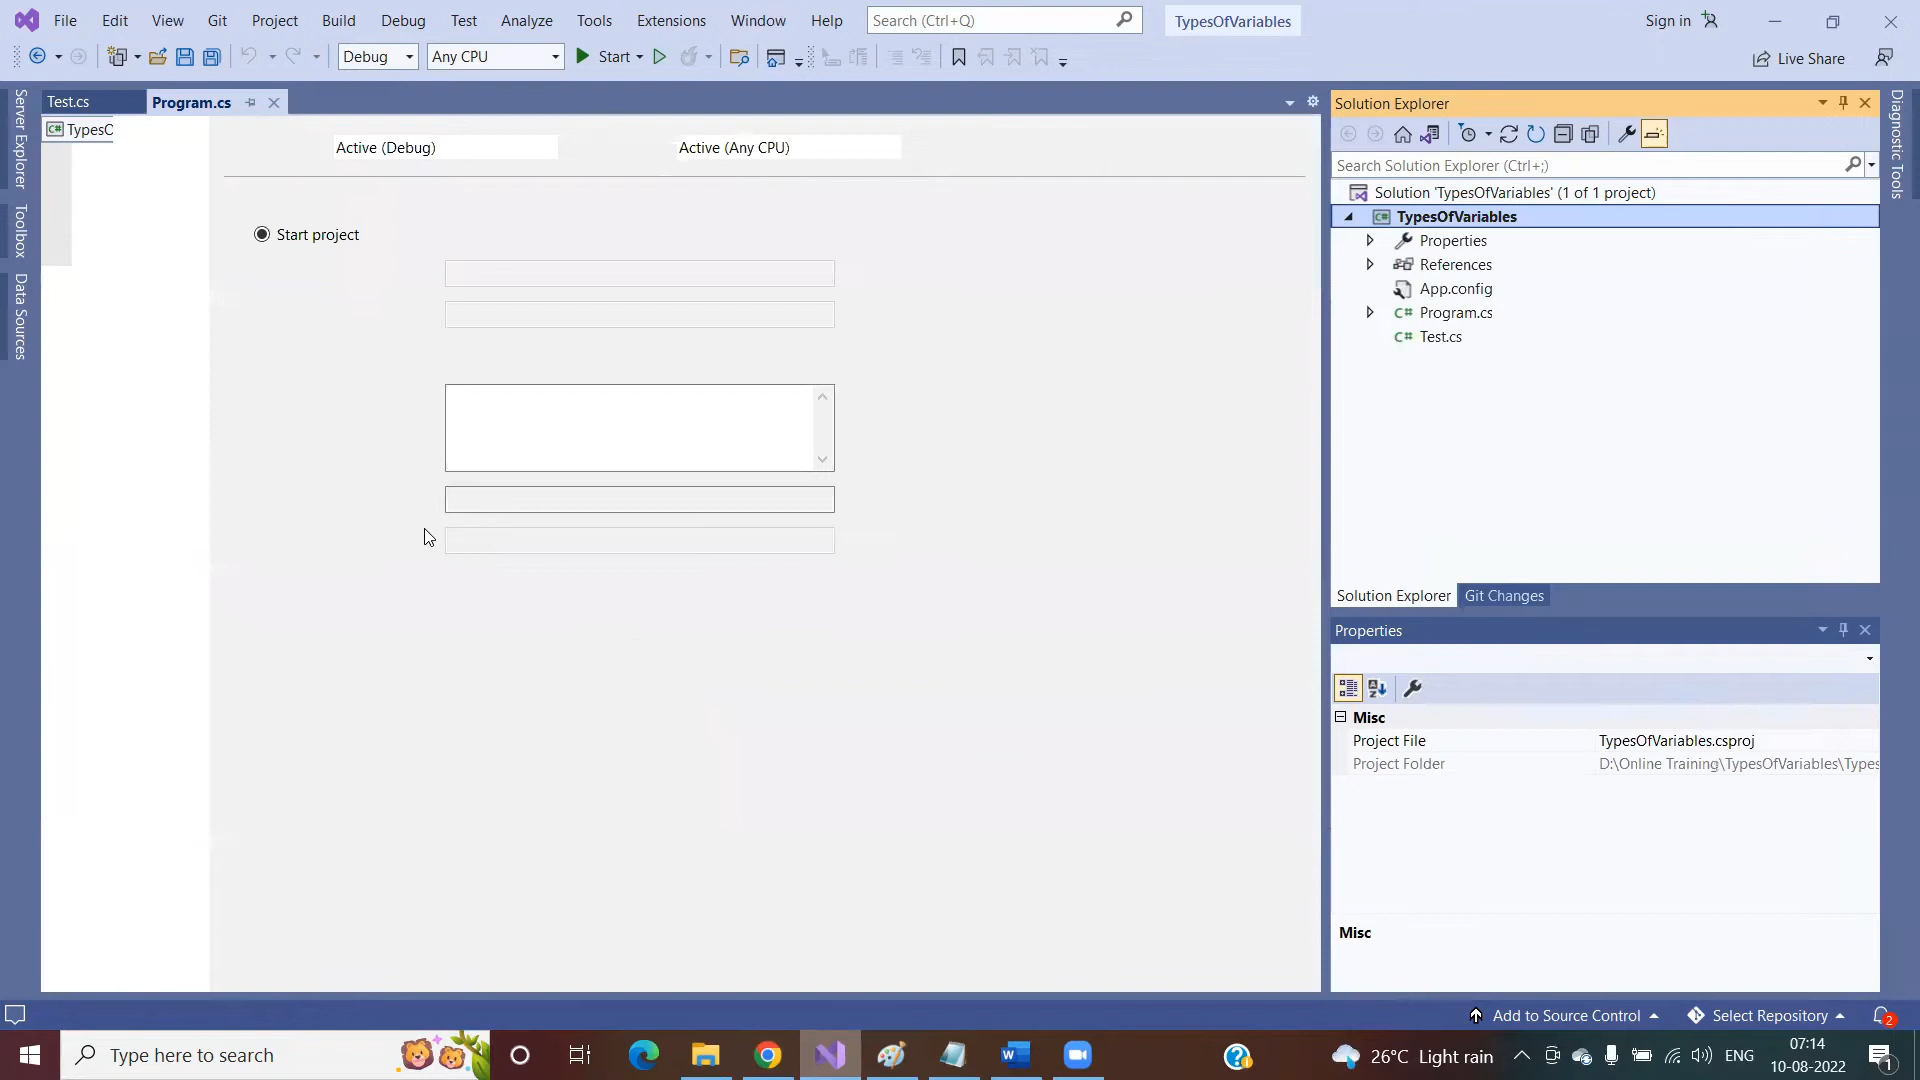 File Edit View Git Project Build Debug Test Analyze Tools Extensions Window Help Search (Ctrl+Q) TypesOfVariables Sign in
Debug Any CPU Start Live Share
Test.cs Program.cs
TypesO
Server Explorer
Toolbox
Data Sources
Active (Debug) Active (Any CPU)
Start project
Solution Explorer
Search Solution Explorer (Ctrl+;)
Solution 'TypesOfVariables' (1 of 1 project)
TypesOfVariables
Properties
References
App.config
C# Program.cs
C# Test.cs
Solution Explorer Git Changes
Properties
Misc
Project File TypesOfVariables.csproj
Project Folder D:\Online Training\TypesOfVariables\Types
Misc
Diagnostic Tools
Add to Source Control Select Repository 2
Type here to search 26°C Light rain ENG 07:14
10-08-2022 1